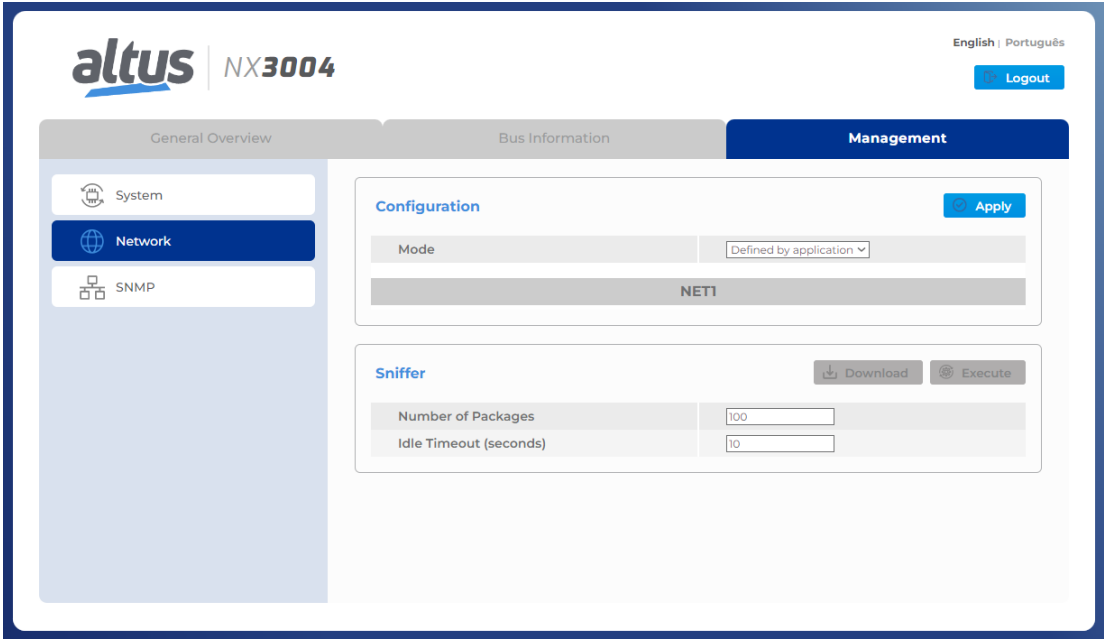 English | Português
altus NX3004
Logout
General Overview Bus Information Management
System
Network
SNMP
Configuration Apply
Mode Defined by application
NET1
Sniffer Download Execute
Number of Packages 100
Idle Timeout (seconds) 10